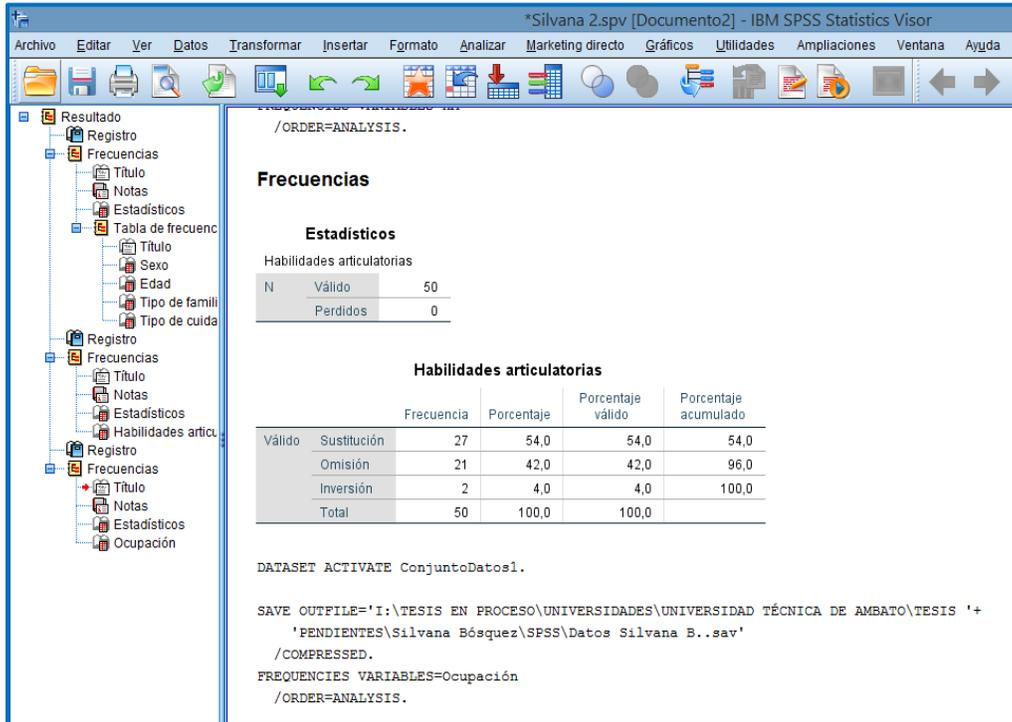 *Silvana 2.spv [Documento2] - IBM SPSS Statistics Visor
Archivo Editar Ver Datos Transformar Insertar Formato Analizar Marketing directo Gráficos Utilidades Ampliaciones Ventana Ayuda
Resultado
Registro
Frecuencias
Título
Notas
Estadísticos
Tabla de frecuenc
Título
Sexo
Edad
Tipo de famili
Tipo de cuida
Registro
Frecuencias
Título
Notas
Estadísticos
Habilidades articu
Registro
Frecuencias
Título
Notas
Estadísticos
Ocupación
/ORDER=ANALYSIS.
Frecuencias
Estadísticos
Habilidades articulatorias
N Válido 50
Perdidos 0
Habilidades articulatorias
Frecuencia Porcentaje Porcentaje válido Porcentaje acumulado
Válido Sustitución 27 54,0 54,0 54,0
Omisión 21 42,0 42,0 96,0
Inversión 2 4,0 4,0 100,0
Total 50 100,0 100,0
DATASET ACTIVATE ConjuntoDatos1.
SAVE OUTFILE='I:\TESIS EN PROCESO\UNIVERSIDADES\UNIVERSIDAD TÉCNICA DE AMBATO\TESIS '+
'PENDIENTES\Silvana Bósquez\SPSS\Datos Silvana B..sav'
/COMPRESSED.
FREQUENCIES VARIABLES=Ocupación
/ORDER=ANALYSIS.